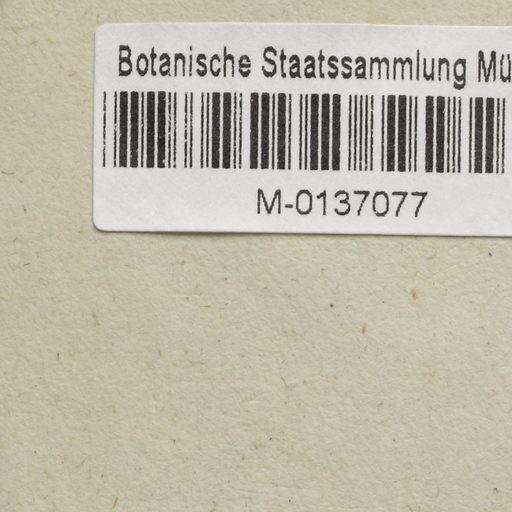 Botanische Staatssammlung Mü
M-0137077